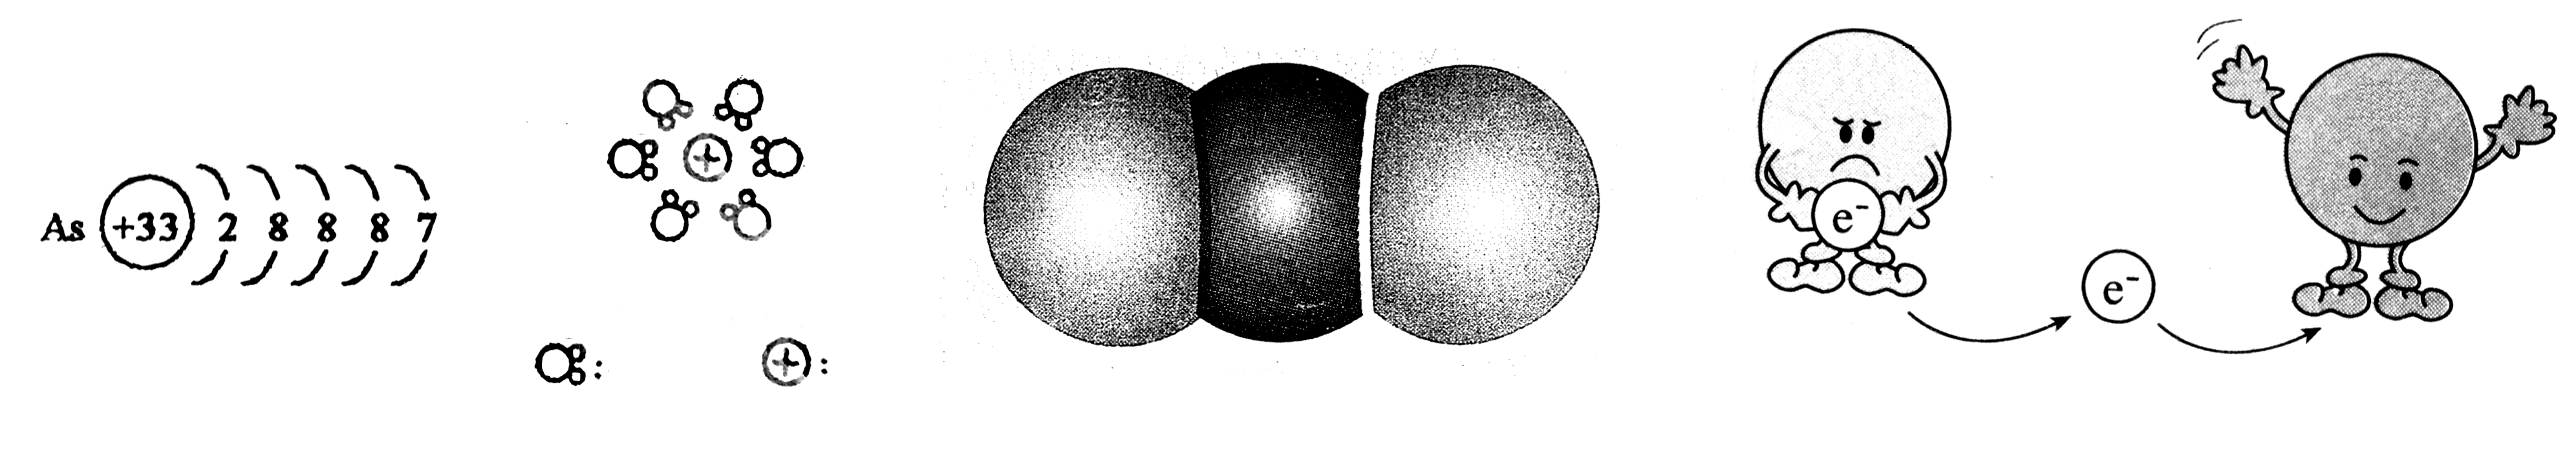 As +33 2 8 8 8 7
+
: + :
e⁻
e⁻